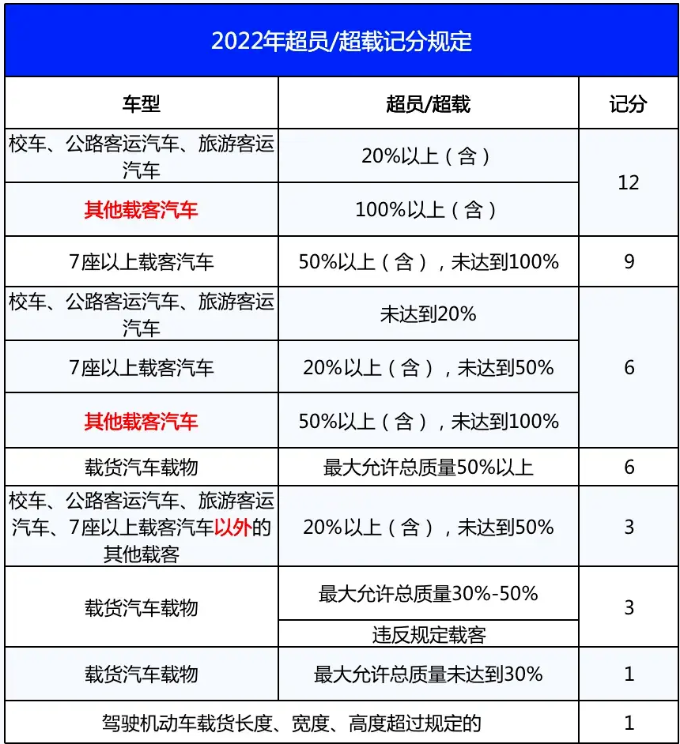 2022年超员/超载记分规定
车型 超员/超载 记分
校车、公路客运汽车、旅游客运
汽车
20%以上（含）
12
其他载客汽车 100%以上（含）
7座以上载客汽车 50%以上（含）,未达到100% 9
校车、公路客运汽车、旅游客运
汽车
未达到20%
7座以上载客汽车 20%以上（含）,未达到50% 6
其他载客汽车 50%以上（含）,未达到100%
载货汽车载物 最大允许总质量50%以上 6
校车、公路客运汽车、旅游客运
汽车、7座以上载客汽车以外的
其他载客
20%以上（含）,未达到50% 3
载货汽车载物 最大允许总质量30%-50% 3
违反规定载客
载货汽车载物 最大允许总质量未达到30% 1
驾驶机动车载货长度、宽度、高度超过规定的 1